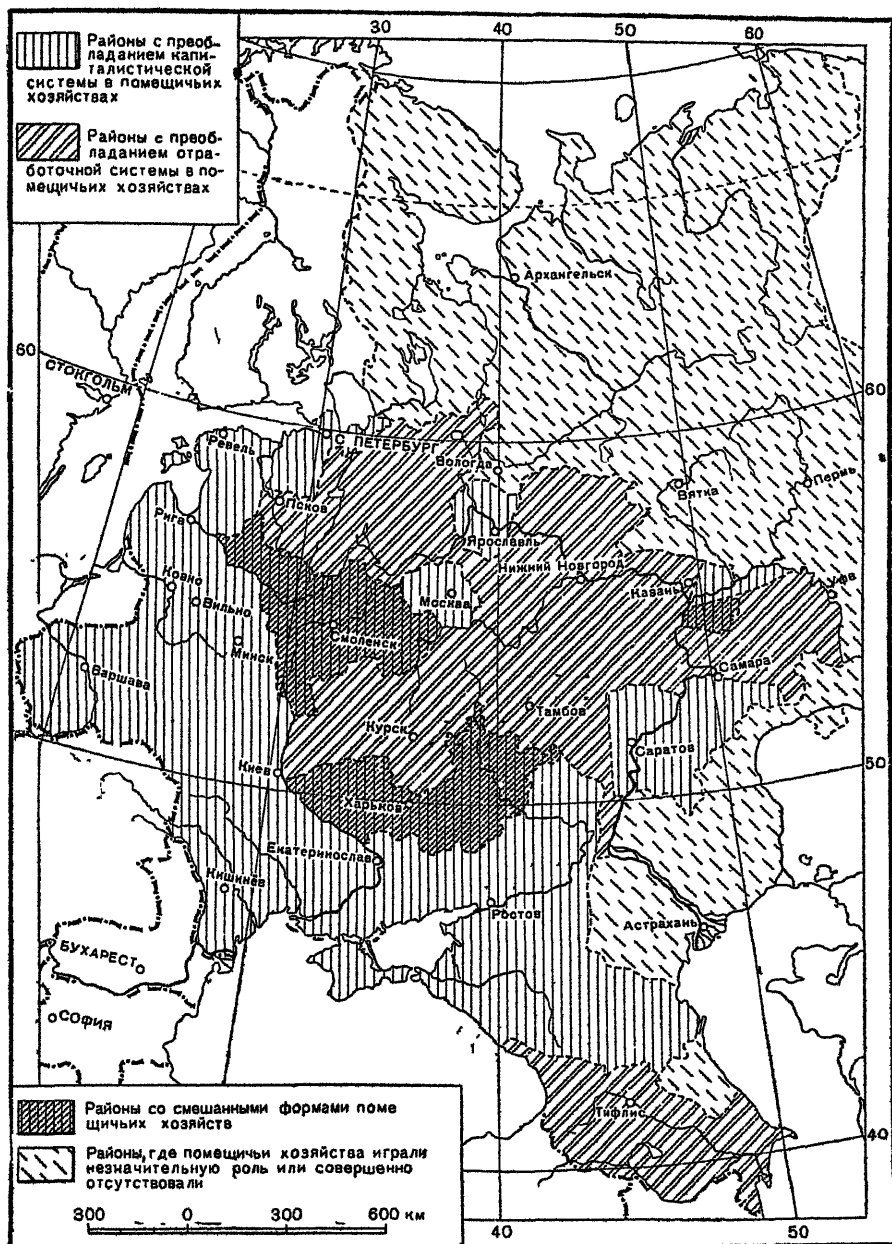 30 40 50 60
Районы с преоб-
ладанием капи-
талистической
системы в помещичьих
хозяйствах
Районы с преоб-
ладанием отра
боточной системы в по-
мещичьих хозяйствах
Архангельск
60
СТОКГОЛЬМ
60
Ревель
С ПЕТЕРБУРГ
Вологда
Вятка
Пермь
Псков
Рига
Ярославль
Нижний Новгород
Казань
Уфа
Ковно
Вильно
Москва
Минск
Смоленск
Самара
Варшава
Тамбов
Курск
Саратов
Киев
50
Харьков
Екатеринослав
Кишинёв
Ростов
Астрахань
БУХАРЕСТ
СОФИЯ
Тифлис
40
Районы со смешанными формами поме
щичьих хозяйств
Районы, где помещичьи хозяйства играли
незначительную роль или совершенно
отсутствовали
300 0 300 600 км
40 50